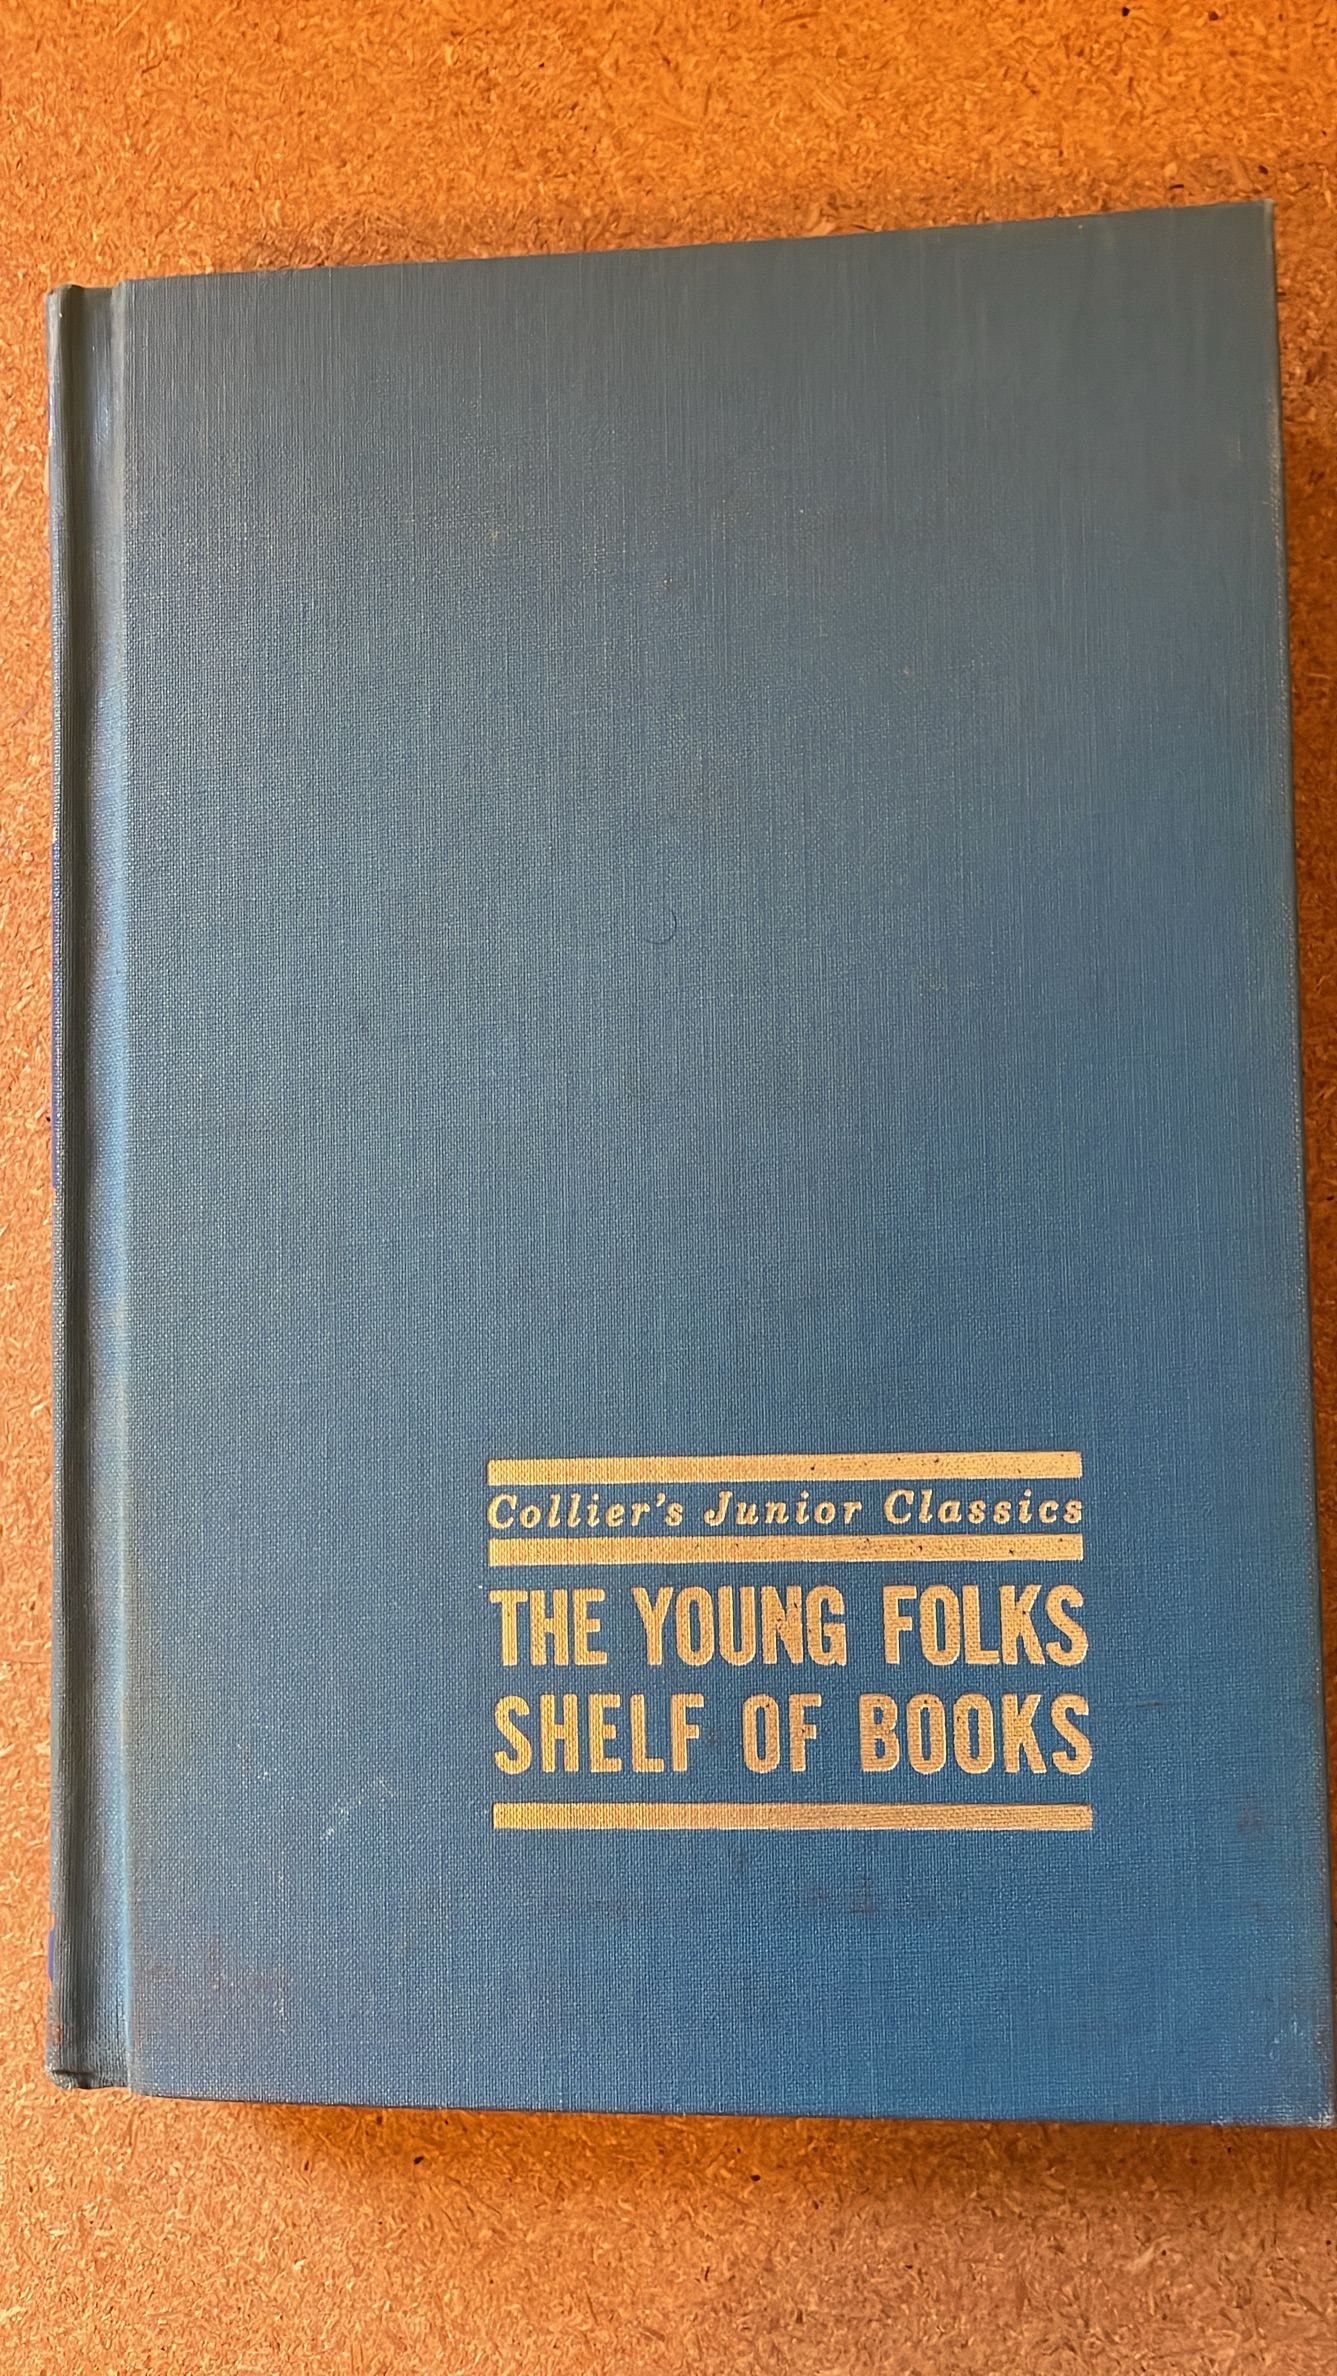 Collier's Junior Classics
THE YOUNG FOLKS
SHELF OF BOOKS